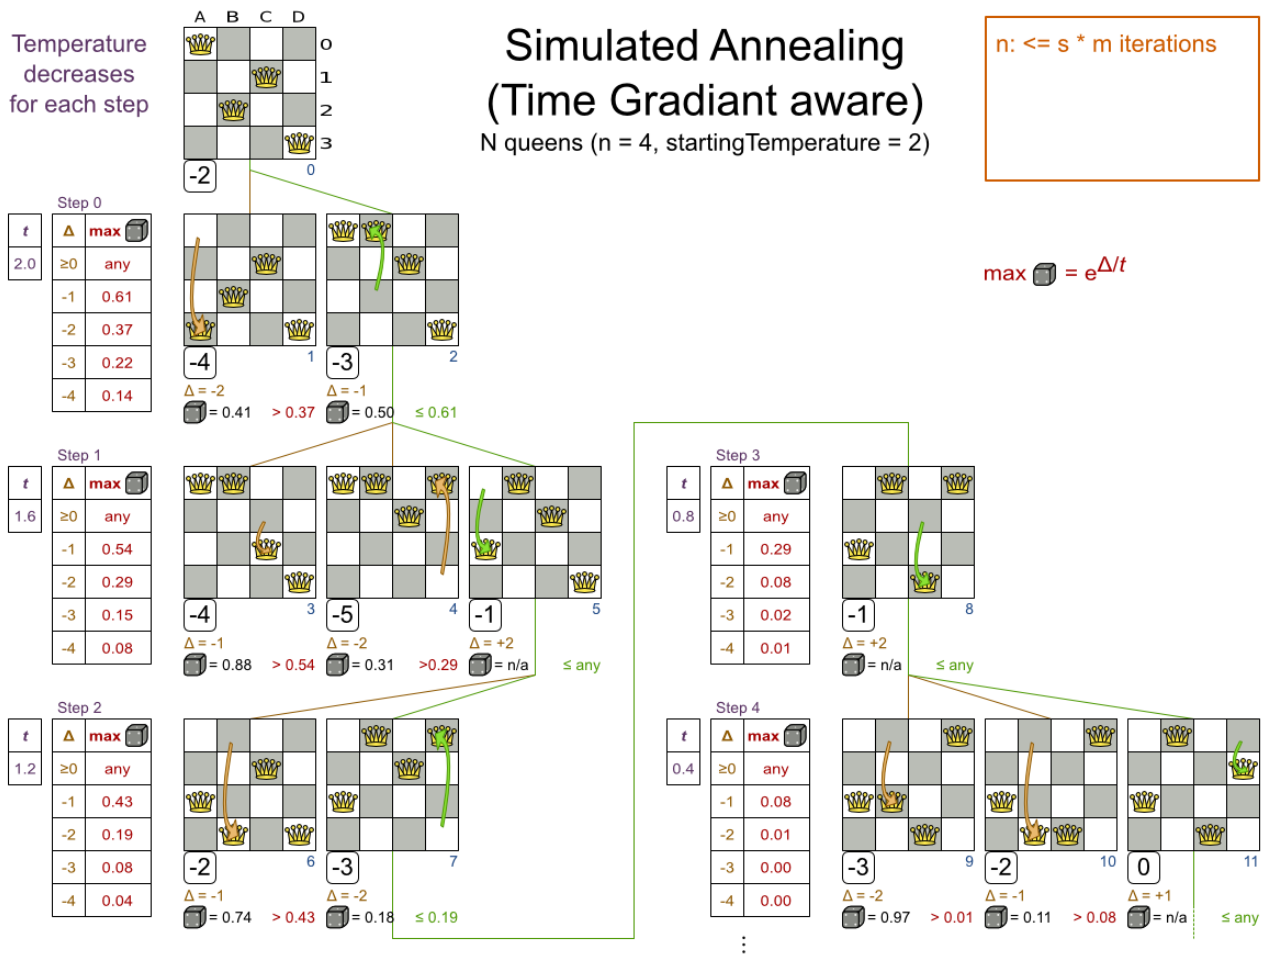 Temperature
decreases
for each step
A B C D
0
1
2
3
-2
0
Simulated Annealing
(Time Gradiant aware)
N queens (n = 4, startingTemperature = 2)
n: <= s * m iterations
max = e^Δ/t
Step 0
t
2.0
Δ max
≥0 any
-1 0.61
-2 0.37
-3 0.22
-4 0.14
-4
1
Δ = -2
= 0.41 > 0.37
-3
2
Δ = -1
= 0.50 ≤ 0.61
Step 1
t
1.6
Δ max
≥0 any
-1 0.54
-2 0.29
-3 0.15
-4 0.08
-4
3
Δ = -1
= 0.88 > 0.54
-5
4
Δ = -2
= 0.31 >0.29
-1
5
Δ = +2
= n/a ≤ any
Step 2
t
1.2
Δ max
≥0 any
-1 0.43
-2 0.19
-3 0.08
-4 0.04
-2
6
Δ = -1
= 0.74 > 0.43
-3
7
Δ = -2
= 0.18 ≤ 0.19
Step 3
t
0.8
Δ max
≥0 any
-1 0.29
-2 0.08
-3 0.02
-4 0.01
-1
8
Δ = +2
= n/a ≤ any
Step 4
t
0.4
Δ max
≥0 any
-1 0.08
-2 0.01
-3 0.00
-4 0.00
-3
9
Δ = -2
= 0.97 > 0.01
-2
10
Δ = -1
= 0.11 > 0.08
0
11
Δ = +1
= n/a ≤ any
⋮